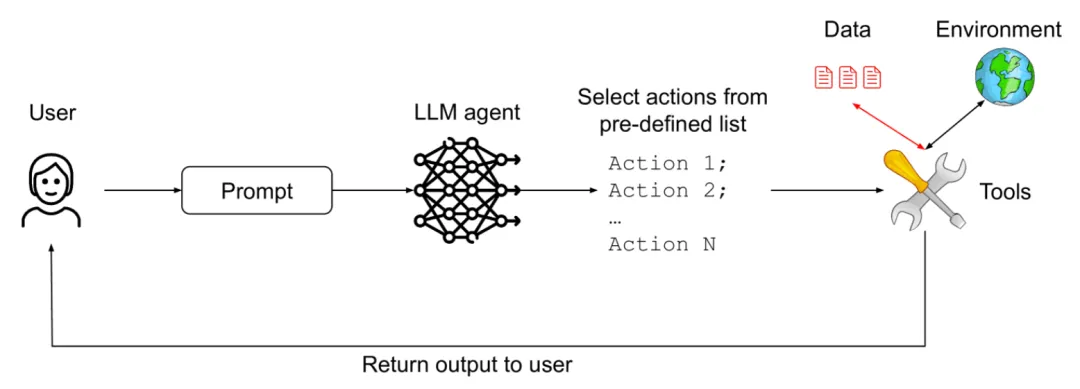 Data
Environment
User
LLM agent
Select actions from
pre-defined list
Prompt
Action 1;
Action 2;
…
Action N
Tools
Return output to user